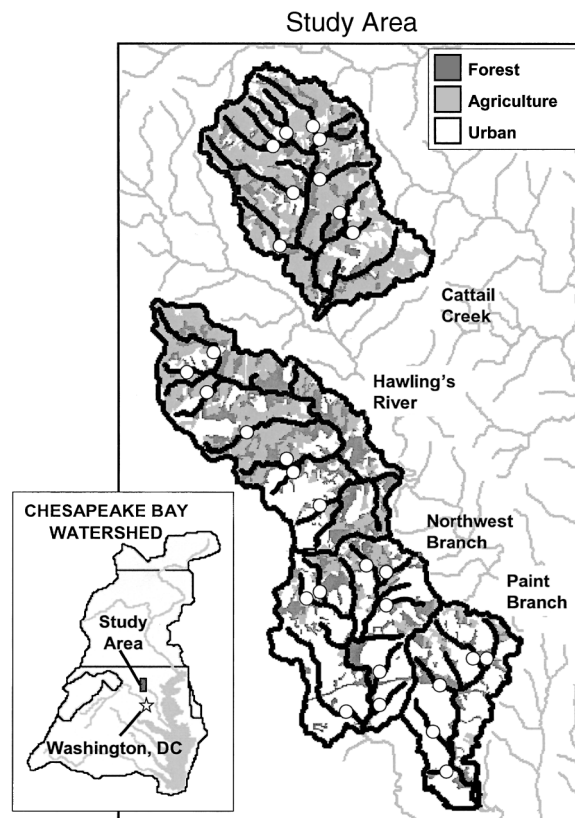 Study Area
Forest
Agriculture
Urban
Cattail
Creek
Hawling's
River
Northwest
Branch
Paint
Branch
CHESAPEAKE BAY
WATERSHED
Study
Area
Washington, DC